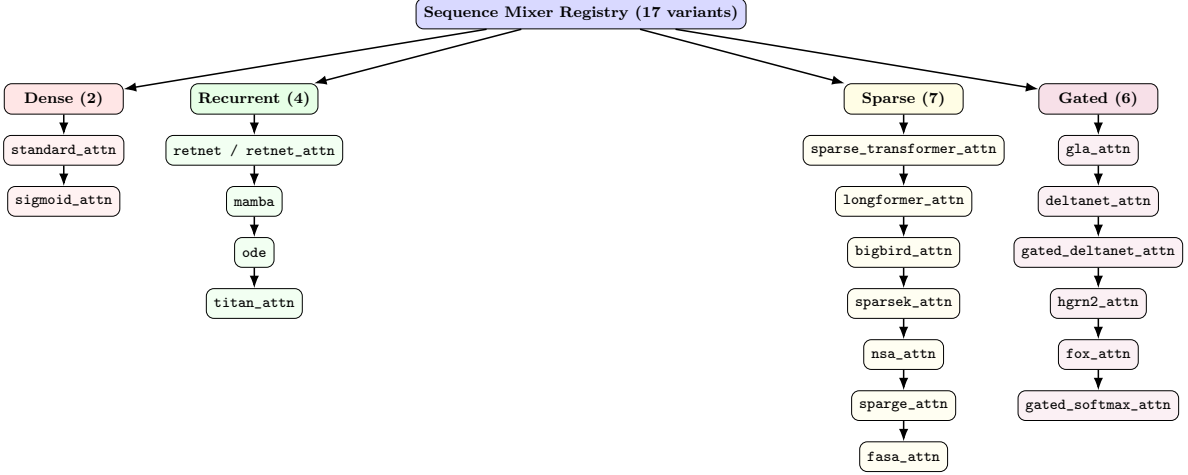 Sequence Mixer Registry (17 variants)
Dense (2)
standard_attn
sigmoid_attn
Recurrent (4)
retnet / retnet_attn
mamba
ode
titan_attn
Sparse (7)
sparse_transformer_attn
longformer_attn
bigbird_attn
sparsek_attn
nsa_attn
sparge_attn
fasa_attn
Gated (6)
gla_attn
deltanet_attn
gated_deltanet_attn
hgrn2_attn
fox_attn
gated_softmax_attn